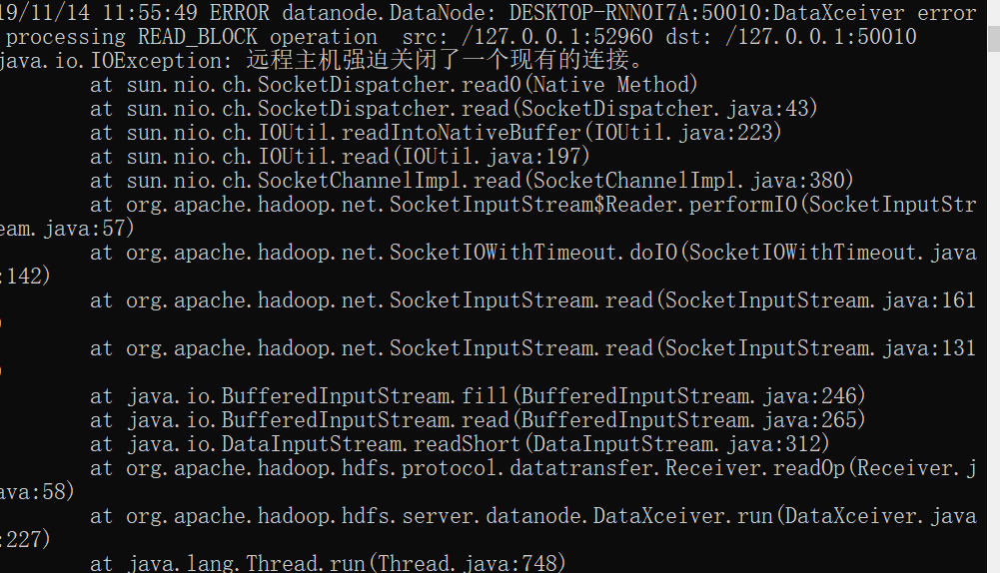 19/11/14 11:55:49 ERROR datanode.DataNode: DESKTOP-RNN0I7A:50010:DataXceiver error
processing READ_BLOCK operation  src: /127.0.0.1:52960 dst: /127.0.0.1:50010
java.io.IOException: 远程主机强迫关闭了一个现有的连接。
at sun.nio.ch.SocketDispatcher.read0(Native Method)
at sun.nio.ch.SocketDispatcher.read(SocketDispatcher.java:43)
at sun.nio.ch.IOUtil.readIntoNativeBuffer(IOUtil.java:223)
at sun.nio.ch.IOUtil.read(IOUtil.java:197)
at sun.nio.ch.SocketChannelImpl.read(SocketChannelImpl.java:380)
at org.apache.hadoop.net.SocketInputStream$Reader.performIO(SocketInputStr
eam.java:57)
at org.apache.hadoop.net.SocketIOWithTimeout.doIO(SocketIOWithTimeout.java
:142)
at org.apache.hadoop.net.SocketInputStream.read(SocketInputStream.java:161
)
at org.apache.hadoop.net.SocketInputStream.read(SocketInputStream.java:131
)
at java.io.BufferedInputStream.fill(BufferedInputStream.java:246)
at java.io.BufferedInputStream.read(BufferedInputStream.java:265)
at java.io.DataInputStream.readShort(DataInputStream.java:312)
at org.apache.hadoop.hdfs.protocol.datatransfer.Receiver.readOp(Receiver.j
ava:58)
at org.apache.hadoop.hdfs.server.datanode.DataXceiver.run(DataXceiver.java
:227)
at java.lang.Thread.run(Thread.java:748)